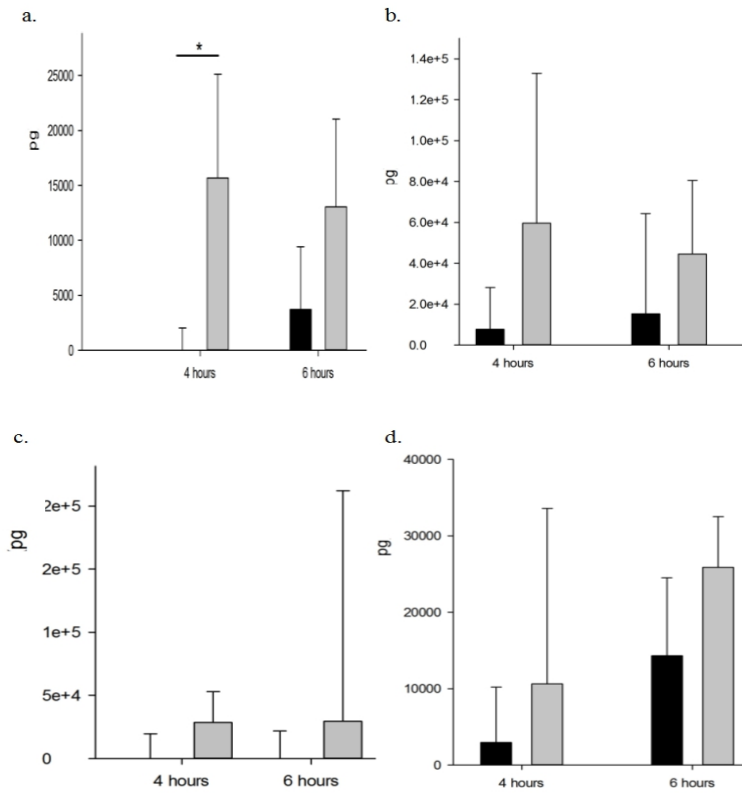 a.
*
25000
20000
15000
10000
5000
0
pg
4 hours
6 hours
b.
1.4e+5
1.2e+5
1.0e+5
8.0e+4
6.0e+4
4.0e+4
2.0e+4
0.0
pg
4 hours
6 hours
c.
2e+5
2e+5
1e+5
5e+4
0
pg
4 hours
6 hours
d.
40000
30000
20000
10000
0
pg
4 hours
6 hours